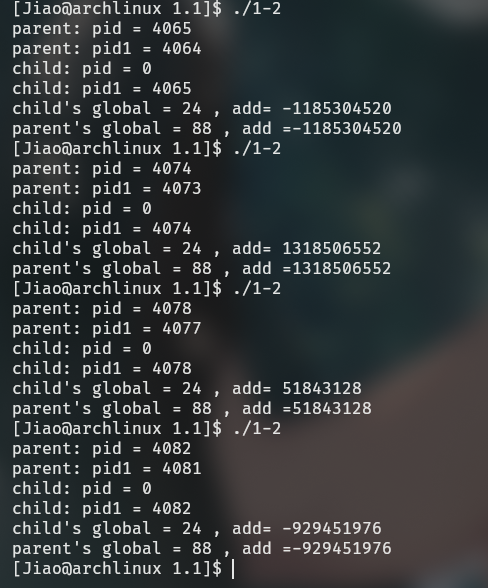 [Jiao@archlinux 1.1]$ ./1-2
parent: pid = 4065
parent: pid1 = 4064
child: pid = 0
child: pid1 = 4065
child's global = 24 , add= -1185304520
parent's global = 88 , add =-1185304520
[Jiao@archlinux 1.1]$ ./1-2
parent: pid = 4074
parent: pid1 = 4073
child: pid = 0
child: pid1 = 4074
child's global = 24 , add= 1318506552
parent's global = 88 , add =1318506552
[Jiao@archlinux 1.1]$ ./1-2
parent: pid = 4078
parent: pid1 = 4077
child: pid = 0
child: pid1 = 4078
child's global = 24 , add= 51843128
parent's global = 88 , add =51843128
[Jiao@archlinux 1.1]$ ./1-2
parent: pid = 4082
parent: pid1 = 4081
child: pid = 0
child: pid1 = 4082
child's global = 24 , add= -929451976
parent's global = 88 , add =-929451976
[Jiao@archlinux 1.1]$